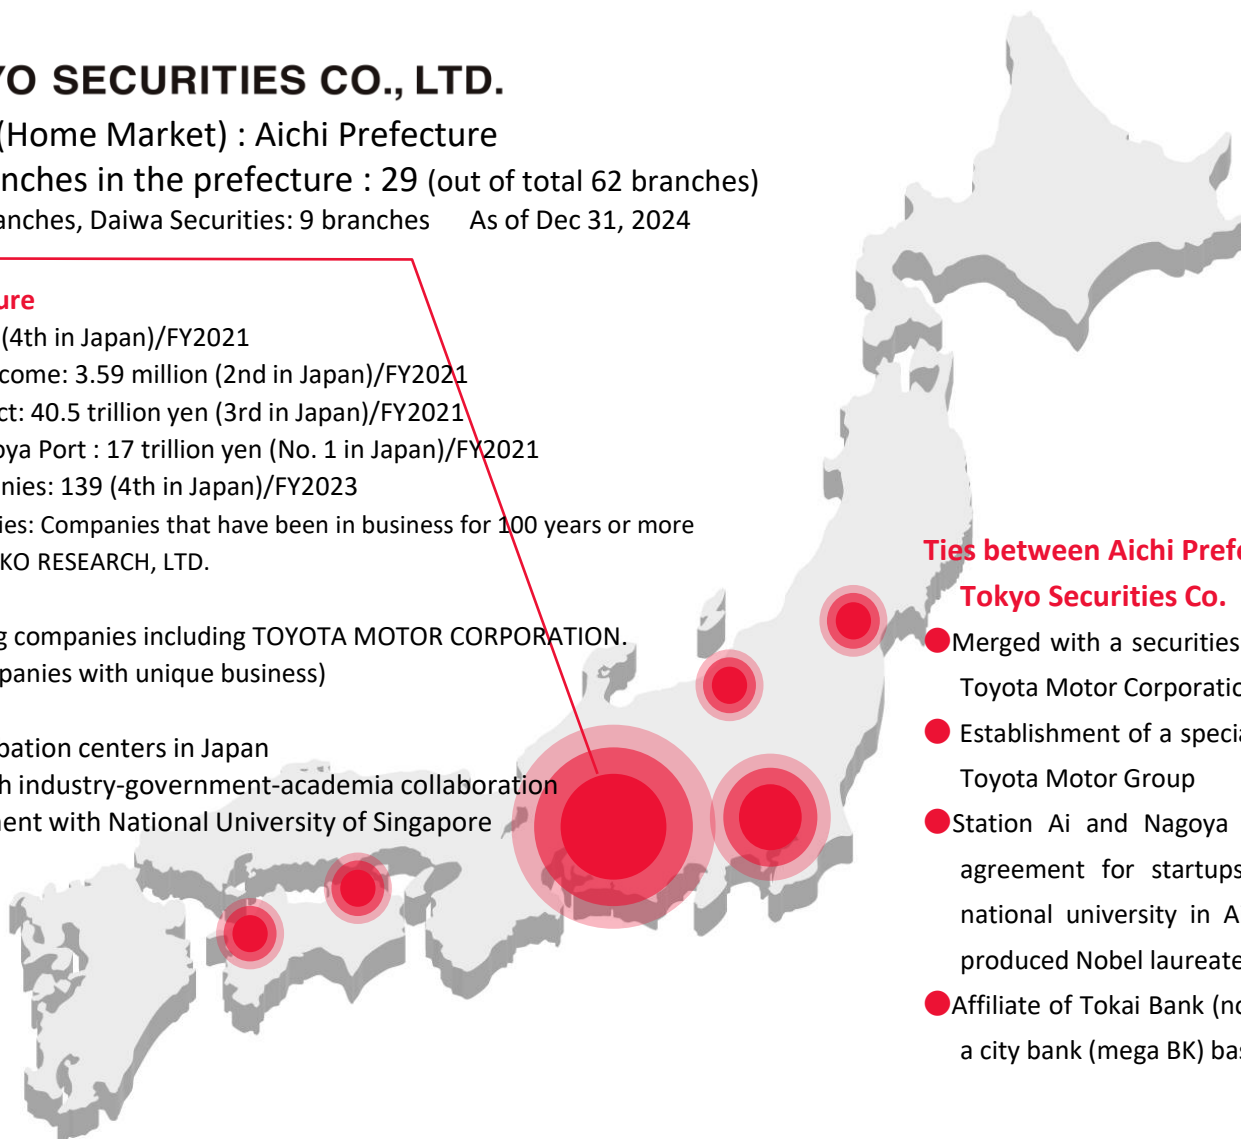 YO SECURITIES CO., LTD.
(Home Market) : Aichi Prefecture
nches in the prefecture : 29 (out of total 62 branches)
anches, Daiwa Securities: 9 branches As of Dec 31, 2024
ure
(4th in Japan)/FY2021
come: 3.59 million (2nd in Japan)/FY2021
ct: 40.5 trillion yen (3rd in Japan)/FY2021
oya Port : 17 trillion yen (No. 1 in Japan)/FY2021
nies: 139 (4th in Japan)/FY2023
ies: Companies that have been in business for 100 years or more
KO RESEARCH, LTD.
g companies including TOYOTA MOTOR CORPORATION.
panies with unique business)
bation centers in Japan
h industry-government-academia collaboration
ment with National University of Singapore
Ties between Aichi Prefe
Tokyo Securities Co.
●Merged with a securities
Toyota Motor Corporatio
● Establishment of a specia
Toyota Motor Group
●Station Ai and Nagoya
agreement for startups
national university in A
produced Nobel laureate
●Affiliate of Tokai Bank (no
a city bank (mega BK) bas